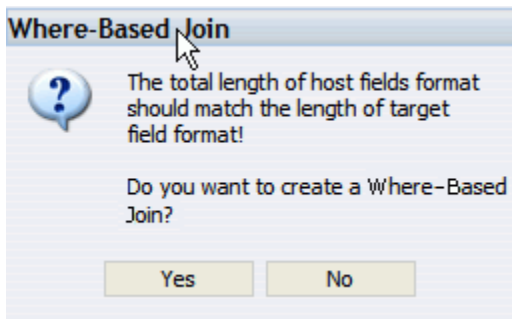 Where-Based Join
The total length of host fields format
should match the length of target
field format!
Do you want to create a Where-Based
Join?
Yes No